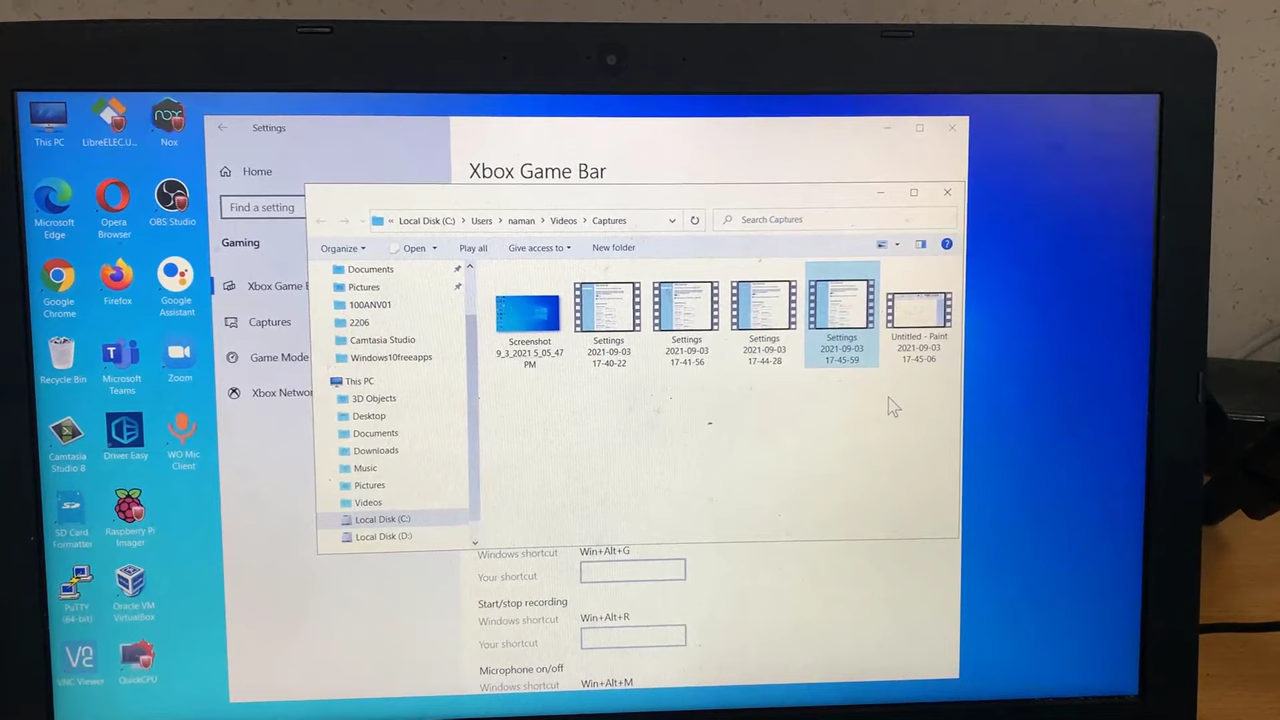 This PC
LibreELEC.U...
Nox
Microsoft
Edge
Opera
Browser
OBS Studio
Google
Chrome
Firefox
Google
Assistant
Recycle Bin
Microsoft
Teams
Zoom
Camtasia
Studio 8
Driver Easy
WO Mic
Client
SD Card
Formatter
Raspberry Pi
Imager
PuTTY
(64-bit)
Oracle VM
VirtualBox
VNC Viewer
QuickCPU
Settings
Home
Find a setting
Gaming
Xbox Game B
Captures
Game Mode
Xbox Networ
Xbox Game Bar
« Local Disk (C:) > Users > naman > Videos > Captures
Search Captures
Organize
Open
Play all
Give access to
New folder
Documents
Pictures
100ANV01
2206
Camtasia Studio
Windows10freeapps
This PC
3D Objects
Desktop
Documents
Downloads
Music
Pictures
Videos
Local Disk (C:)
Local Disk (D:)
Screenshot
9_3_2021 5_05_47
PM
Settings
2021-09-03
17-40-22
Settings
2021-09-03
17-41-56
Settings
2021-09-03
17-44-28
Settings
2021-09-03
17-45-59
Untitled - Paint
2021-09-03
17-45-06
Windows shortcut Win+Alt+G
Your shortcut
Start/stop recording
Windows shortcut Win+Alt+R
Your shortcut
Microphone on/off
Windows shortcut Win+Alt+M